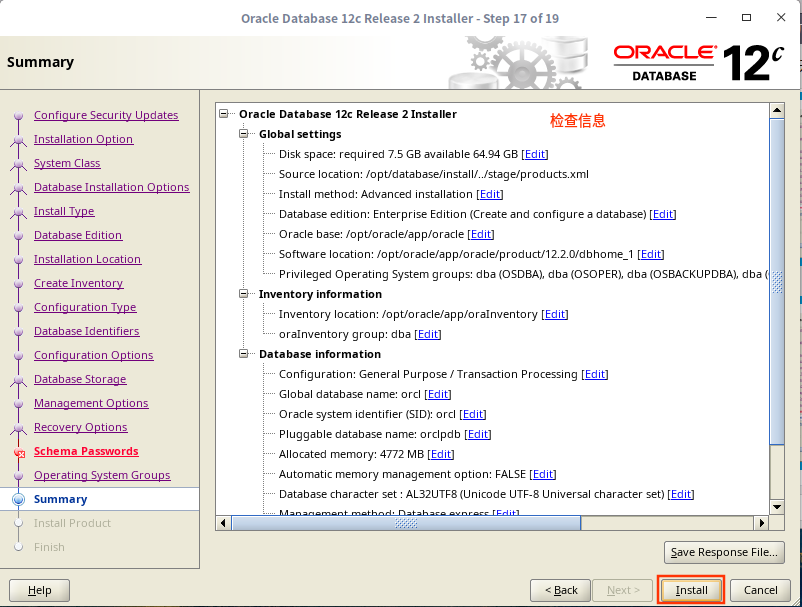 Oracle Database 12c Release 2 Installer - Step 17 of 19
Summary
ORACLE®
DATABASE
12c
Configure Security Updates
Installation Option
System Class
Database Installation Options
Install Type
Database Edition
Installation Location
Create Inventory
Configuration Type
Database Identifiers
Configuration Options
Database Storage
Management Options
Recovery Options
Schema Passwords
Operating System Groups
Summary
Install Product
Finish
Oracle Database 12c Release 2 Installer
检查信息
Global settings
Disk space: required 7.5 GB available 64.94 GB [Edit]
Source location: /opt/database/install/../stage/products.xml
Install method: Advanced installation [Edit]
Database edition: Enterprise Edition (Create and configure a database) [Edit]
Oracle base: /opt/oracle/app/oracle [Edit]
Software location: /opt/oracle/app/oracle/product/12.2.0/dbhome_1 [Edit]
Privileged Operating System groups: dba (OSDBA), dba (OSOPER), dba (OSBACKUPDBA), dba (
Inventory information
Inventory location: /opt/oracle/app/oraInventory [Edit]
oraInventory group: dba [Edit]
Database information
Configuration: General Purpose / Transaction Processing [Edit]
Global database name: orcl [Edit]
Oracle system identifier (SID): orcl [Edit]
Pluggable database name: orclpdb [Edit]
Allocated memory: 4772 MB [Edit]
Automatic memory management option: FALSE [Edit]
Database character set : AL32UTF8 (Unicode UTF-8 Universal character set) [Edit]
Management method: Database express [Edit]
Save Response File...
Help
< Back
Next >
Install
Cancel